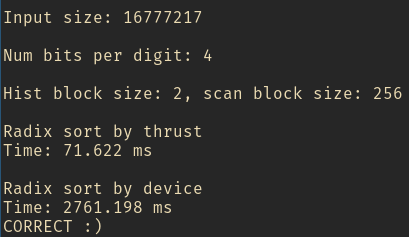 Input size: 16777217
Num bits per digit: 4
Hist block size: 2, scan block size: 256
Radix sort by thrust
Time: 71.622 ms
Radix sort by device
Time: 2761.198 ms
CORRECT :)